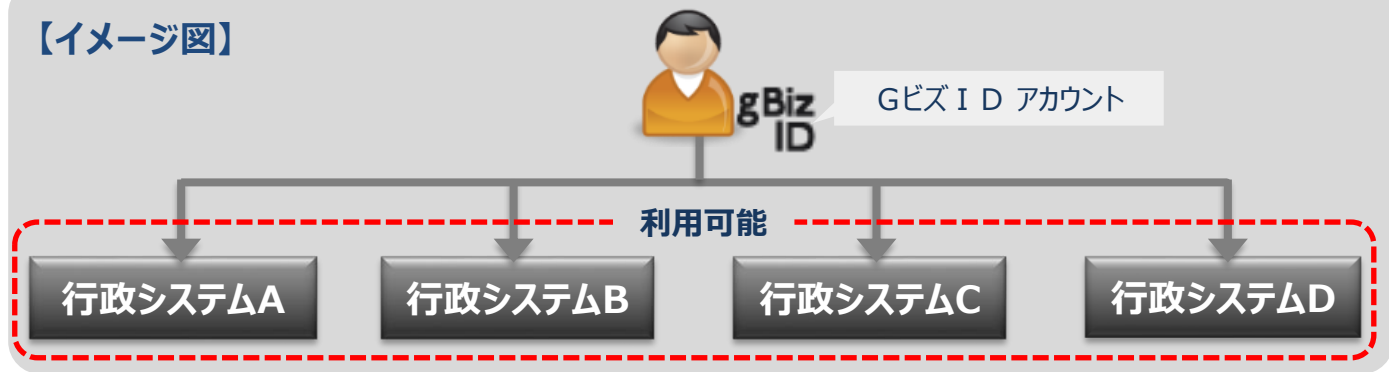 【イメージ図】
gBiz
ID
GビズＩＤ アカウント
利用可能
行政システムA
行政システムB
行政システムC
行政システムD